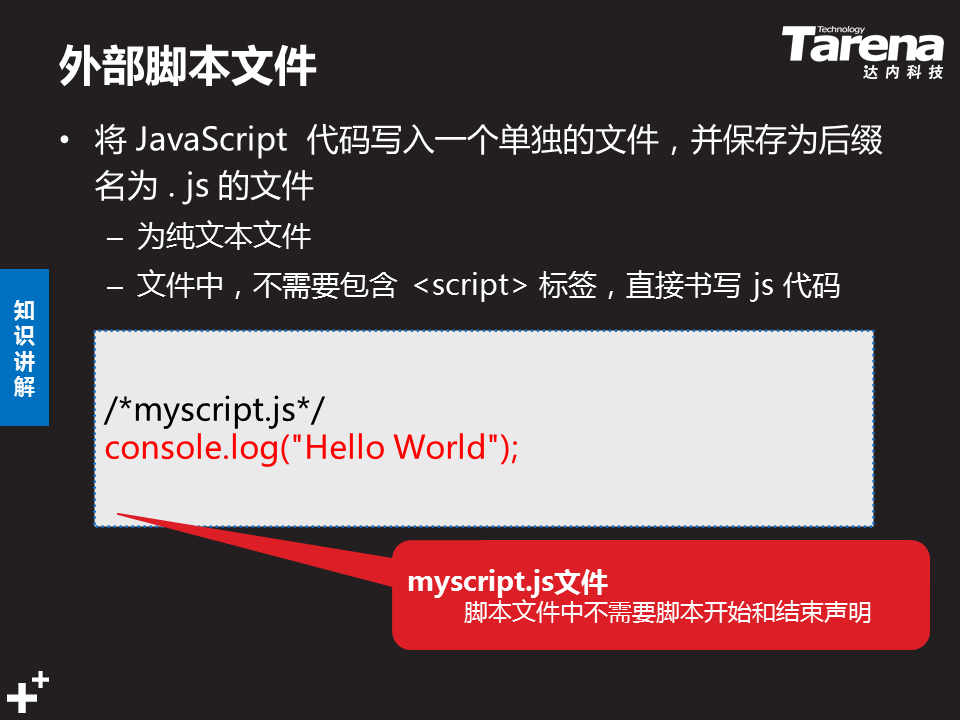 外部脚本文件
Technology
Tarena
达内科技
• 将 JavaScript 代码写入一个单独的文件，并保存为后缀
名为 . js 的文件
– 为纯文本文件
– 文件中，不需要包含 <script> 标签，直接书写 js 代码
知识讲解
/*myscript.js*/
console.log("Hello World");
myscript.js文件
脚本文件中不需要脚本开始和结束声明